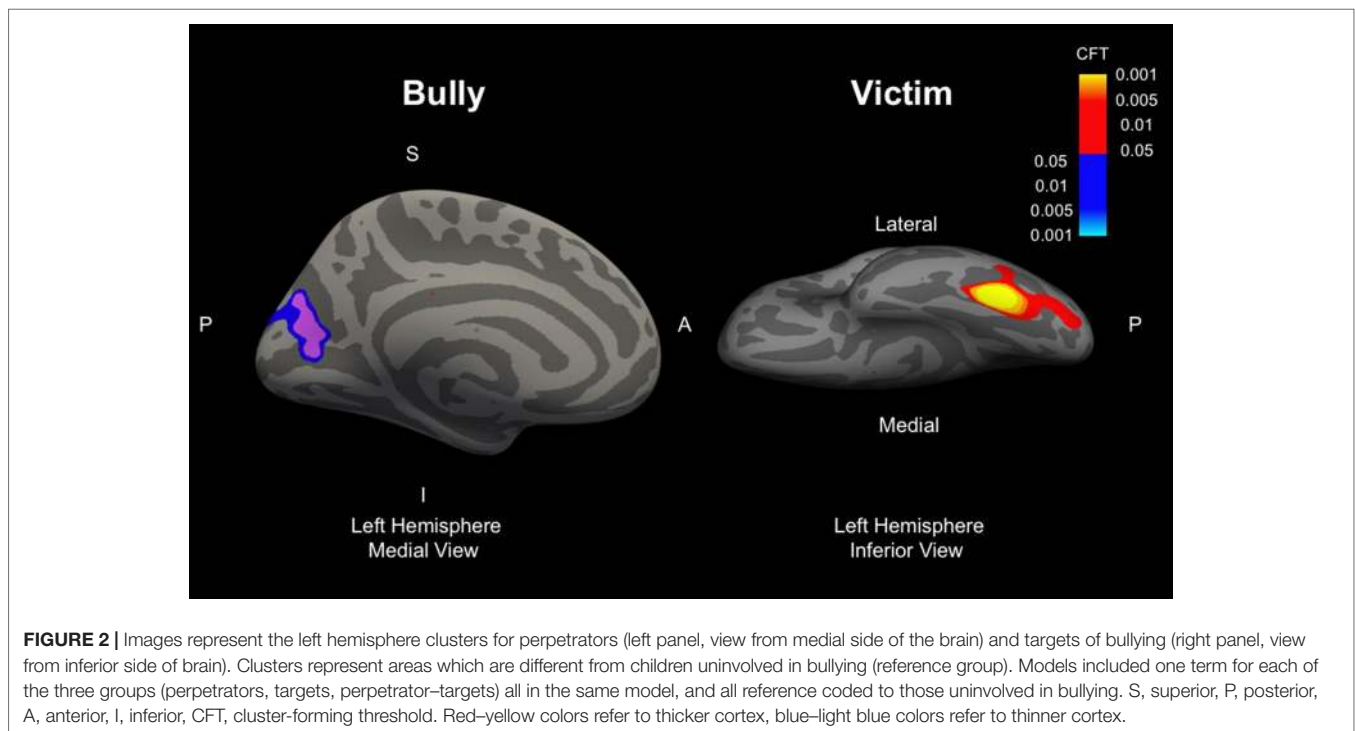 Bully
Victim
CFT
0.001
0.005
0.01
0.05
0.05
0.01
0.005
0.001
S
P
A
I
Left Hemisphere
Medial View
Lateral
P
Medial
Left Hemisphere
Inferior View
FIGURE 2 | Images represent the left hemisphere clusters for perpetrators (left panel, view from medial side of the brain) and targets of bullying (right panel, view
from inferior side of brain). Clusters represent areas which are different from children uninvolved in bullying (reference group). Models included one term for each of
the three groups (perpetrators, targets, perpetrator–targets) all in the same model, and all reference coded to those uninvolved in bullying. S, superior, P, posterior,
A, anterior, I, inferior, CFT, cluster-forming threshold. Red–yellow colors refer to thicker cortex, blue–light blue colors refer to thinner cortex.